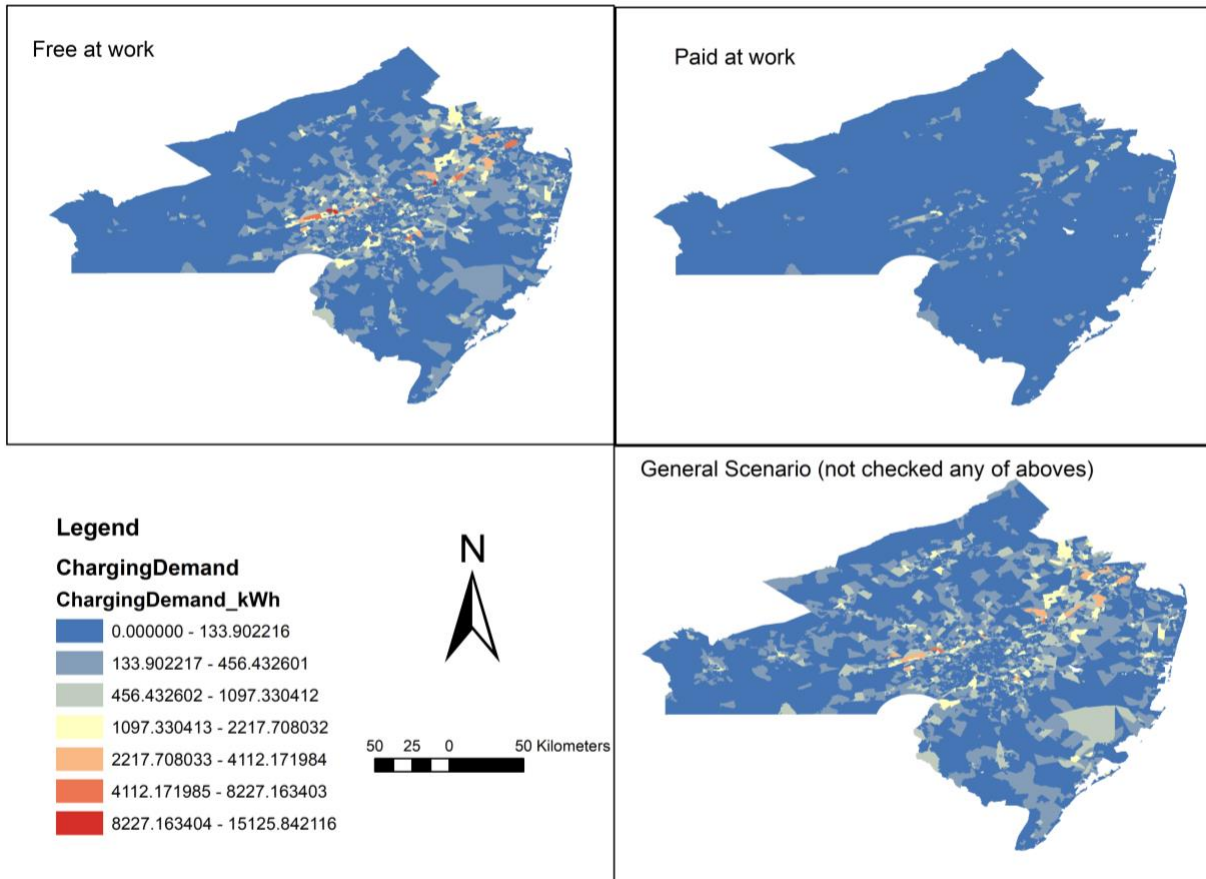 Free at work
Paid at work
General Scenario (not checked any of aboves)
Legend
ChargingDemand
ChargingDemand_kWh
0.000000 - 133.902216
133.902217 - 456.432601
456.432602 - 1097.330412
1097.330413 - 2217.708032
2217.708033 - 4112.171984
4112.171985 - 8227.163403
8227.163404 - 15125.842116
N
50 25 0 50 Kilometers